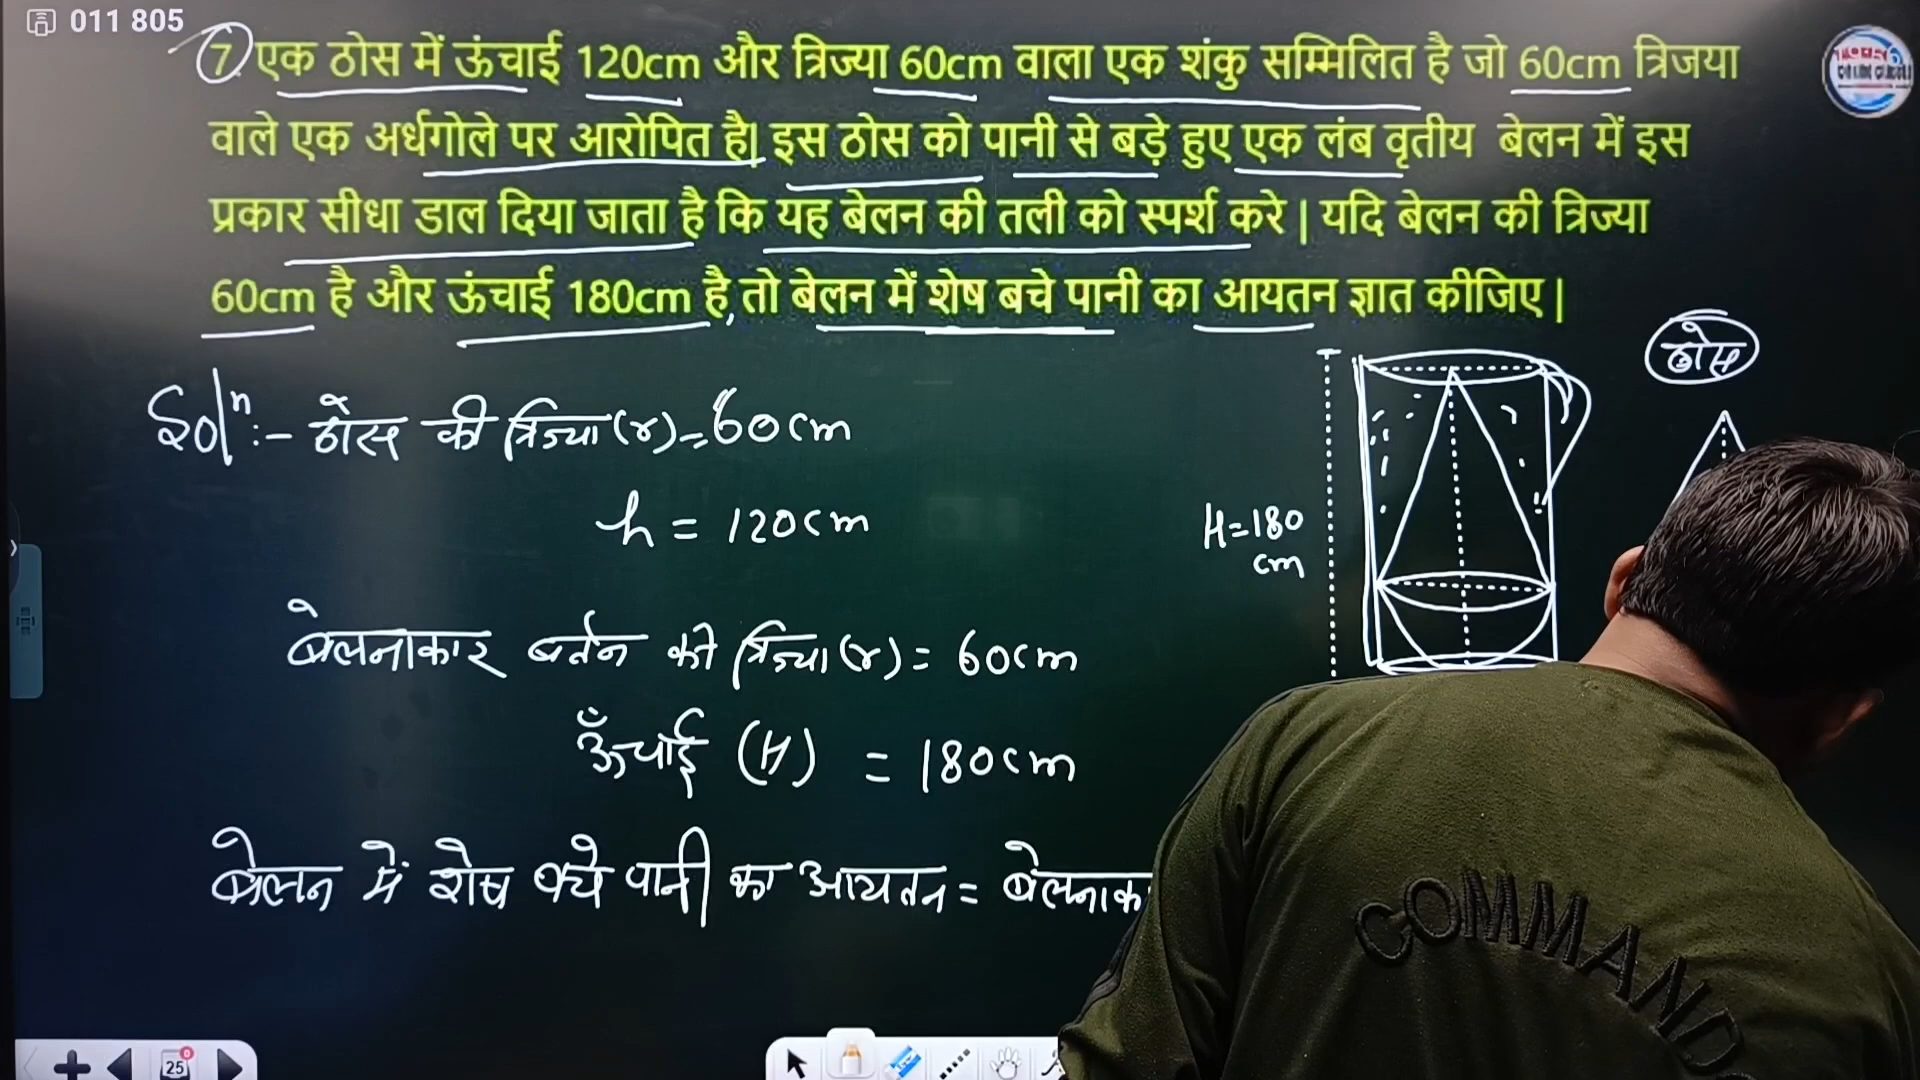 011 805
7. एक ठोस में ऊंचाई 120cm और त्रिज्या 60cm वाला एक शंकु सम्मिलित है जो 60cm त्रिजया
वाले एक अर्धगोले पर आरोपित है| इस ठोस को पानी से बड़े हुए एक लंब वृतीय बेलन में इस
प्रकार सीधा डाल दिया जाता है कि यह बेलन की तली को स्पर्श करे | यदि बेलन की त्रिज्या
60cm है और ऊंचाई 180cm है, तो बेलन में शेष बचे पानी का आयतन ज्ञात कीजिए |
ठोस
Solⁿ:- ठोस की त्रिज्या (r) = 60cm
h = 120cm
H=180
cm
बेलनाकार बर्तन की त्रिज्या (r) = 60cm
ऊँचाई (H) = 180cm
बेलन में शेष बचे पानी का आयतन = बेलनाका
COMMAND
25
0